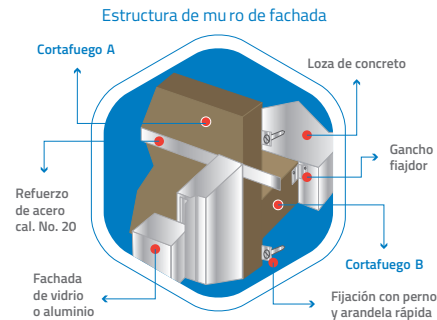 Estructura de mu ro de fachada
Cortafuego A
Loza de concreto
Gancho
fiajdor
Refuerzo
de acero
cal. No. 20
Cortafuego B
Fachada
de vidrio
o aluminio
Fijación con perno
y arandela rápida